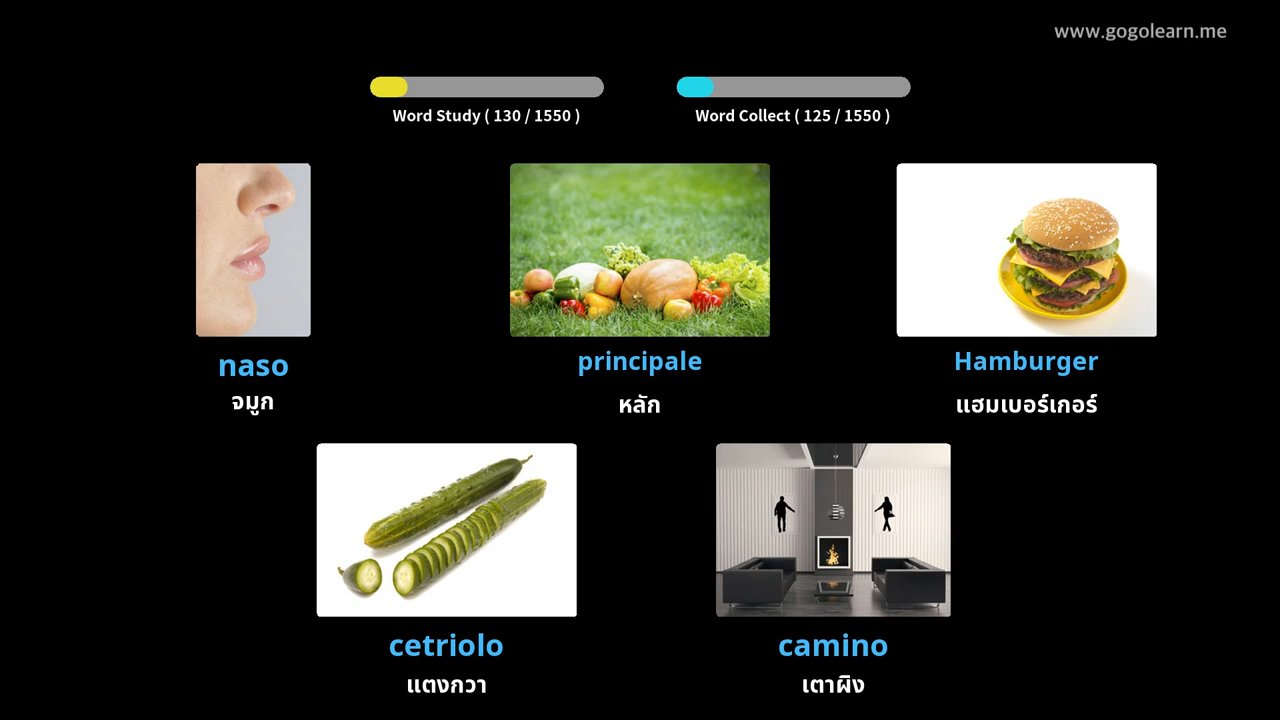 www.gogolearn.me
Word Study ( 130 / 1550 )
Word Collect ( 125 / 1550 )
naso
จมูก
principale
หลัก
Hamburger
แฮมเบอร์เกอร์
cetriolo
แตงกวา
camino
เตาผิง